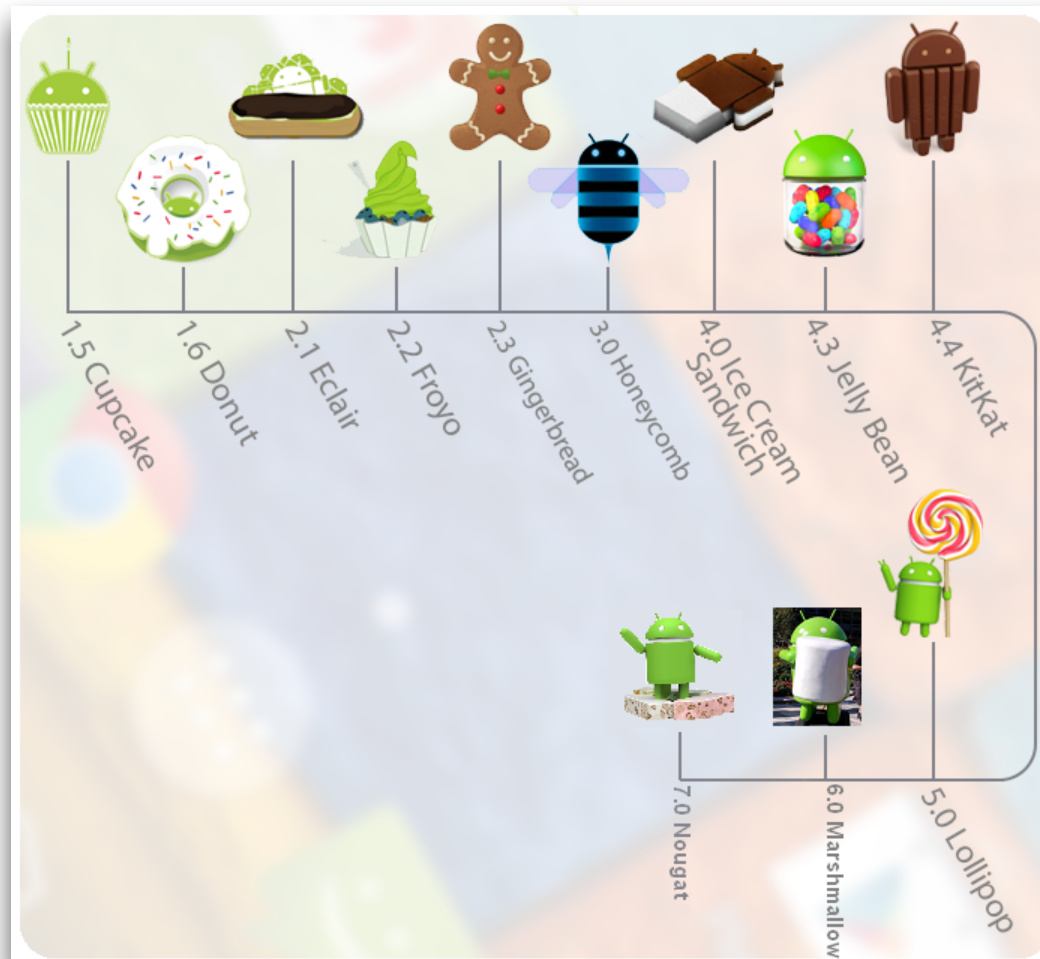 1.5 Cupcake
1.6 Donut
2.1 Eclair
2.2 Froyo
2.3 Gingerbread
3.0 Honeycomb
4.0 Ice Cream
Sandwich
4.3 Jelly Bean
4.4 KitKat
5.0 Lollipop
6.0 Marshmallow
7.0 Nougat